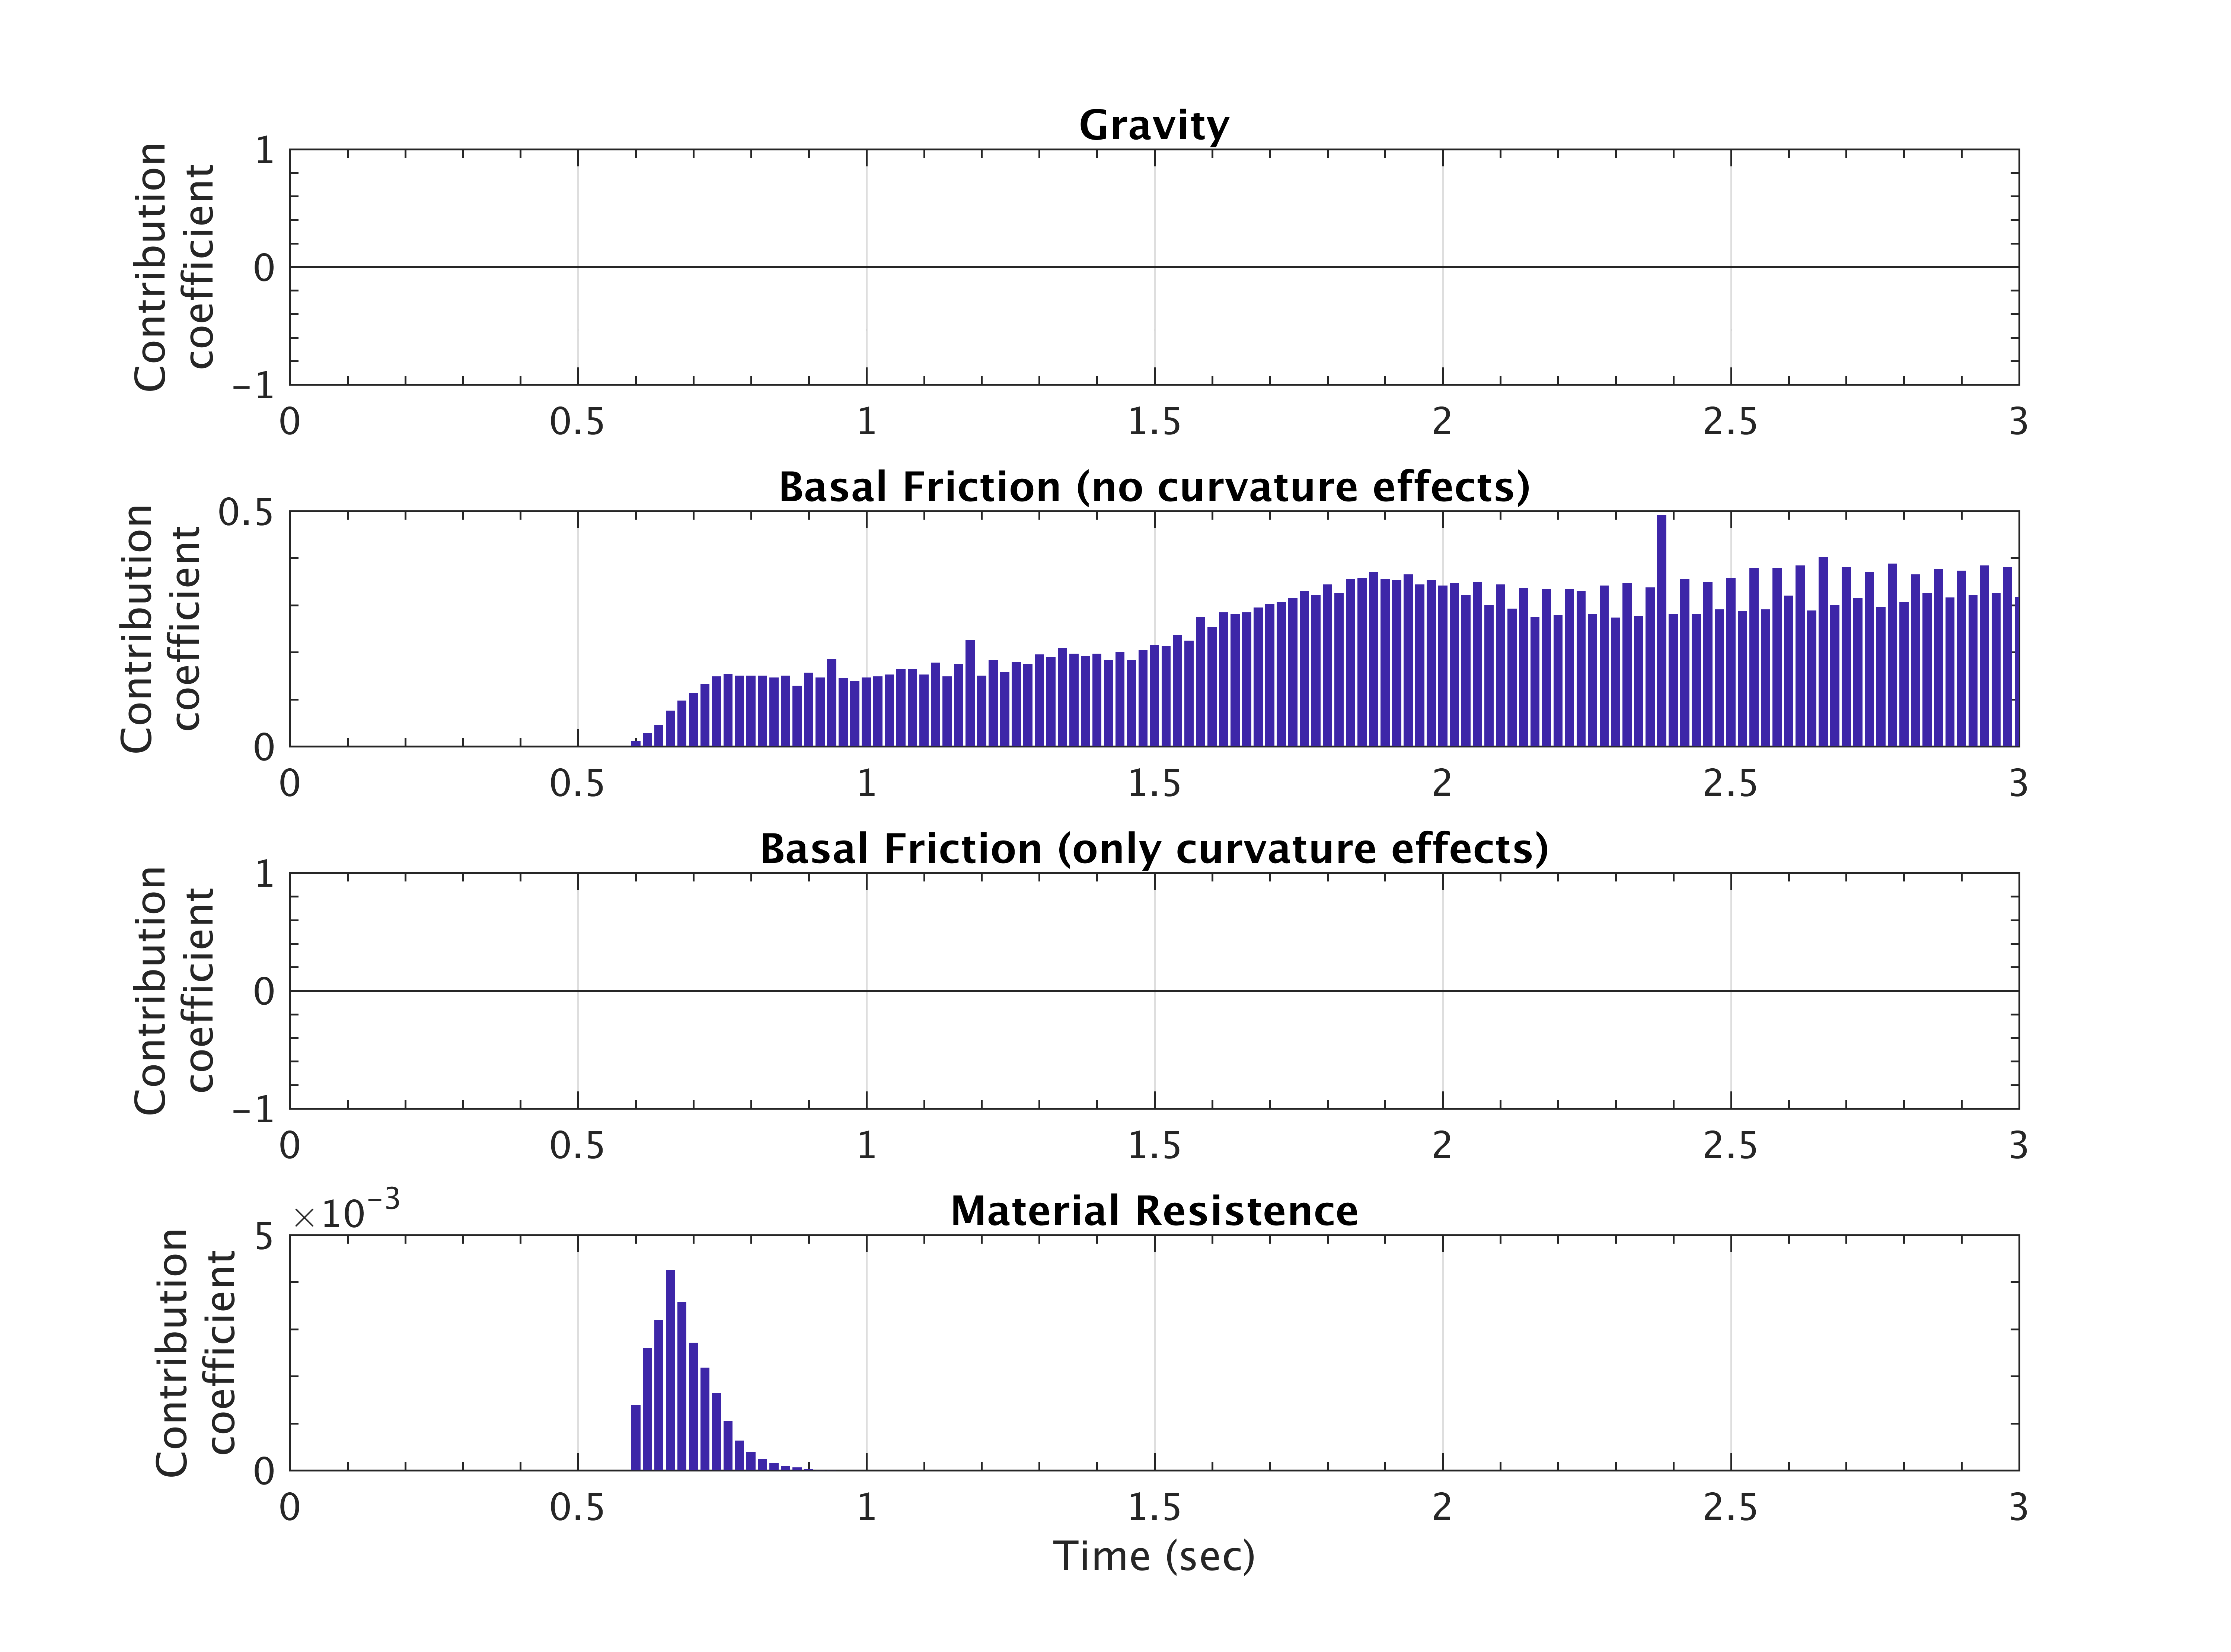 Gravity
Contribution
coefficient
1
0
−1
0 0.5 1 1.5 2 2.5 3
Basal Friction (no curvature effects)
Contribution
coefficient
0.5
0
0 0.5 1 1.5 2 2.5 3
Basal Friction (only curvature effects)
Contribution
coefficient
1
0
−1
0 0.5 1 1.5 2 2.5 3
Material Resistence
×10⁻³
Contribution
coefficient
5
0
0 0.5 1 1.5 2 2.5 3
Time (sec)